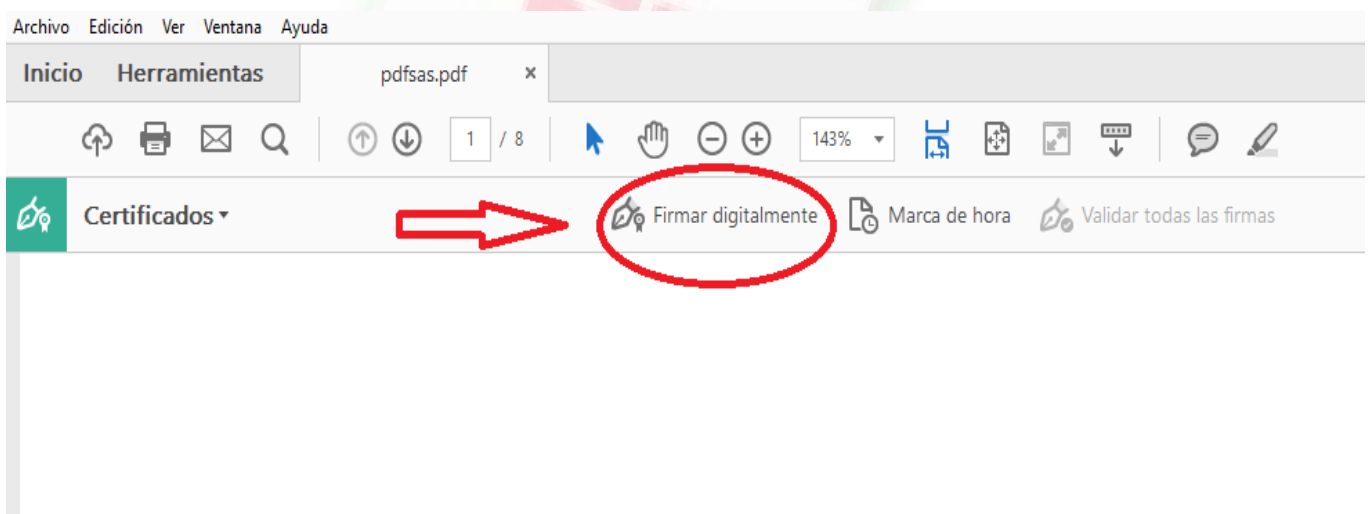 Archivo Edición Ver Ventana Ayuda
Inicio Herramientas pdfsas.pdf ×
1 / 8 143%
Certificados Firmar digitalmente Marca de hora Validar todas las firmas